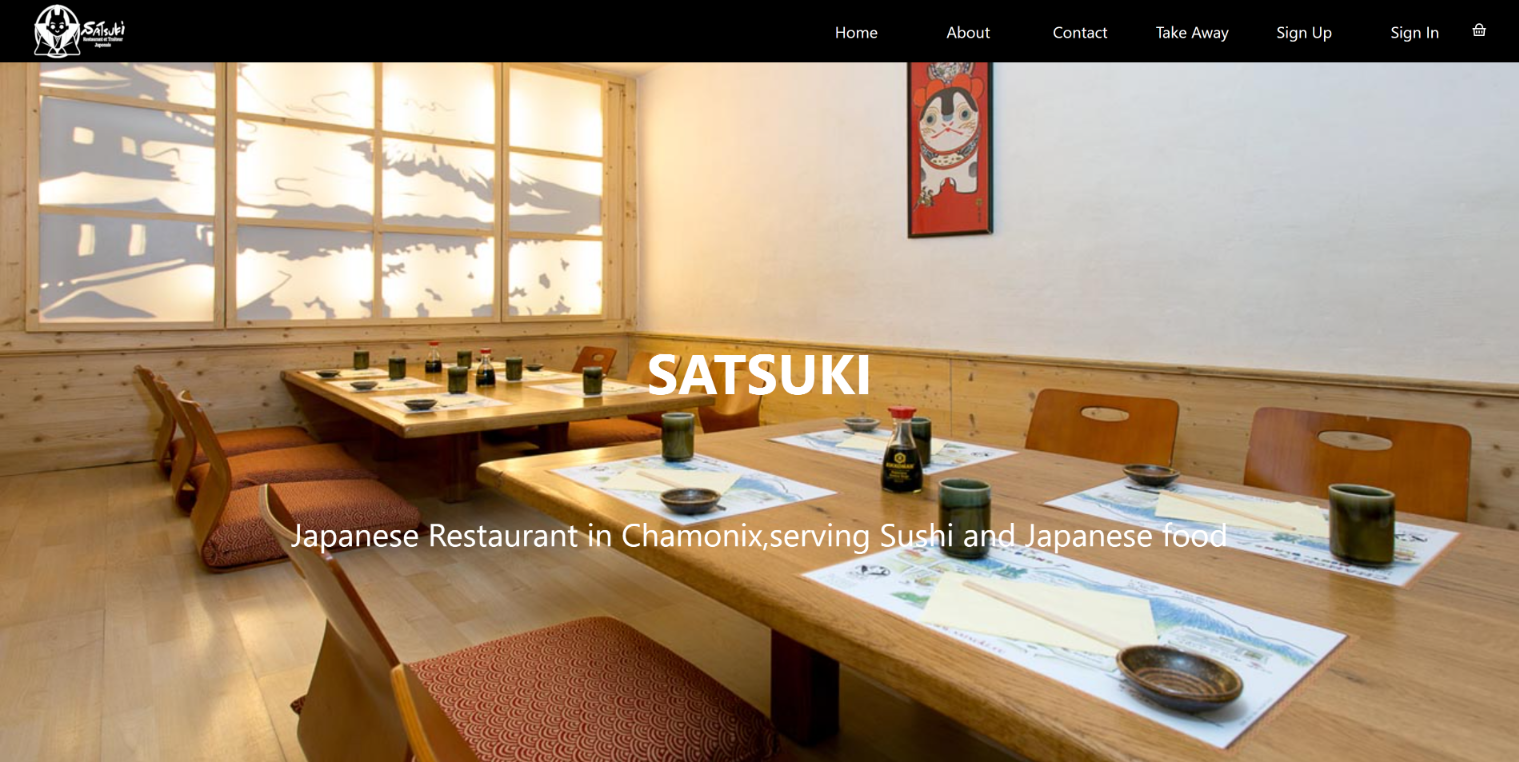 Satsuki
Restaurant et Traiteur
Japonais
Home
About
Contact
Take Away
Sign Up
Sign In
SATSUKI
Japanese Restaurant in Chamonix,serving Sushi and Japanese food
KIKKOMAN